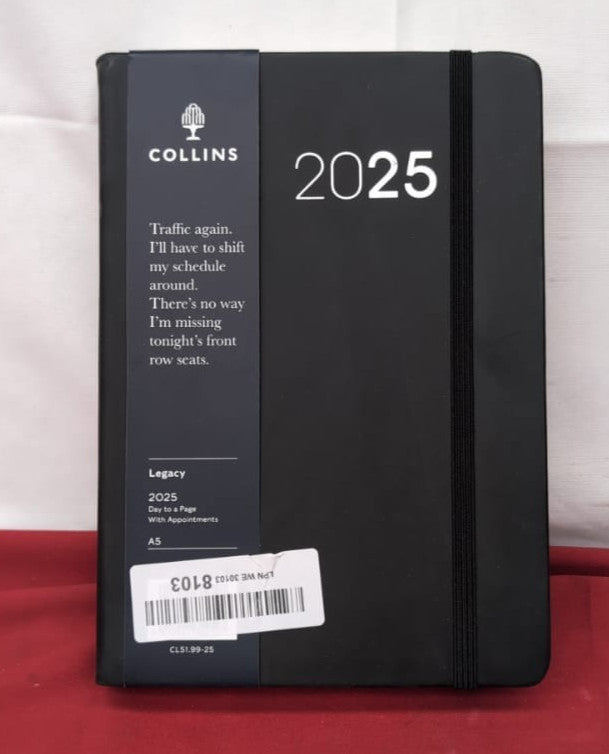 COLLINS
2025
Traffic again.
I'll have to shift
my schedule
around.
There's no way
I'm missing
tonight's front
row seats.
Legacy
2025
Day to a Page
With Appointments
A5
LPN WE 30103 8103
CL51.99-25